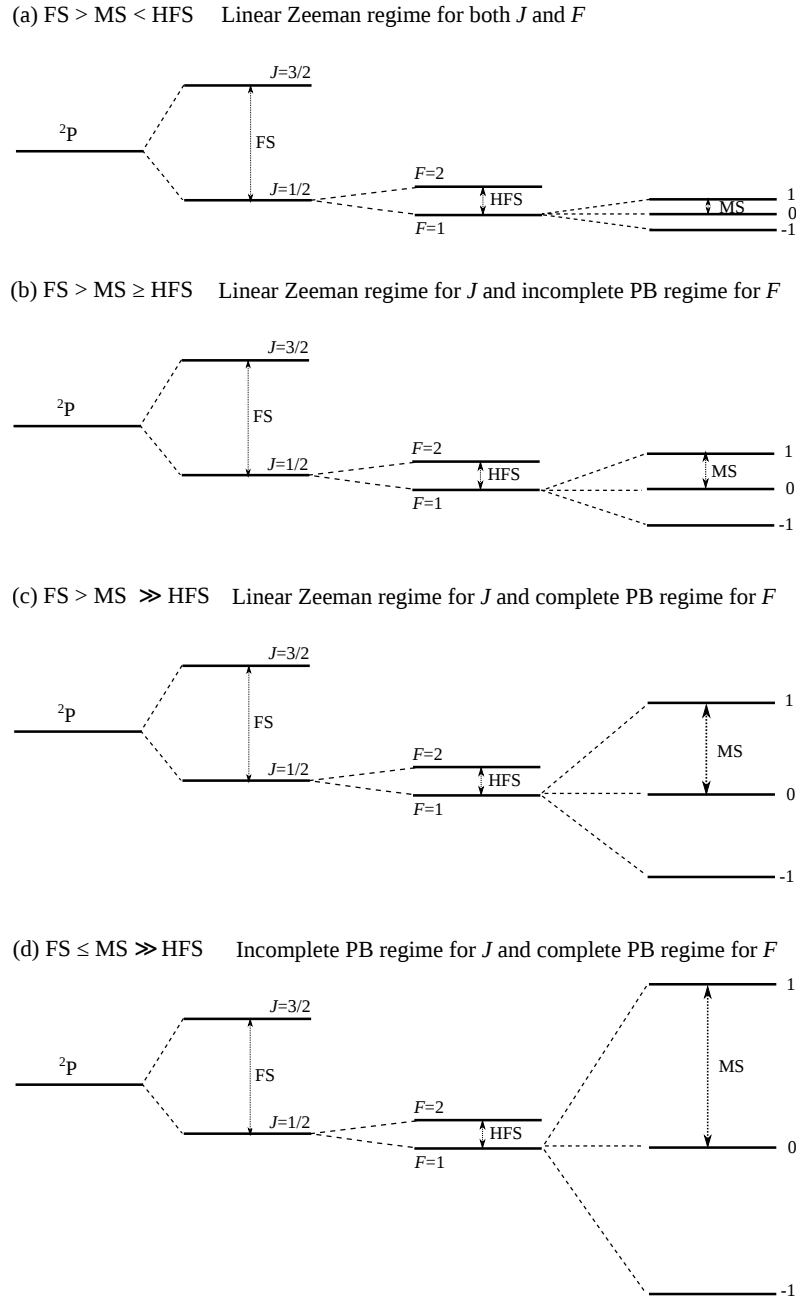 (a) FS > MS < HFS Linear Zeeman regime for both J and F
J=3/2
²P
FS
J=1/2
F=2
HFS
F=1
1
MS
0
-1
(b) FS > MS ≥ HFS Linear Zeeman regime for J and incomplete PB regime for F
J=3/2
²P
FS
J=1/2
F=2
HFS
F=1
1
MS
0
-1
(c) FS > MS ≫ HFS Linear Zeeman regime for J and complete PB regime for F
J=3/2
²P
FS
J=1/2
F=2
HFS
F=1
1
MS
0
-1
(d) FS ≤ MS ≫ HFS Incomplete PB regime for J and complete PB regime for F
J=3/2
²P
FS
J=1/2
F=2
HFS
F=1
1
MS
0
-1